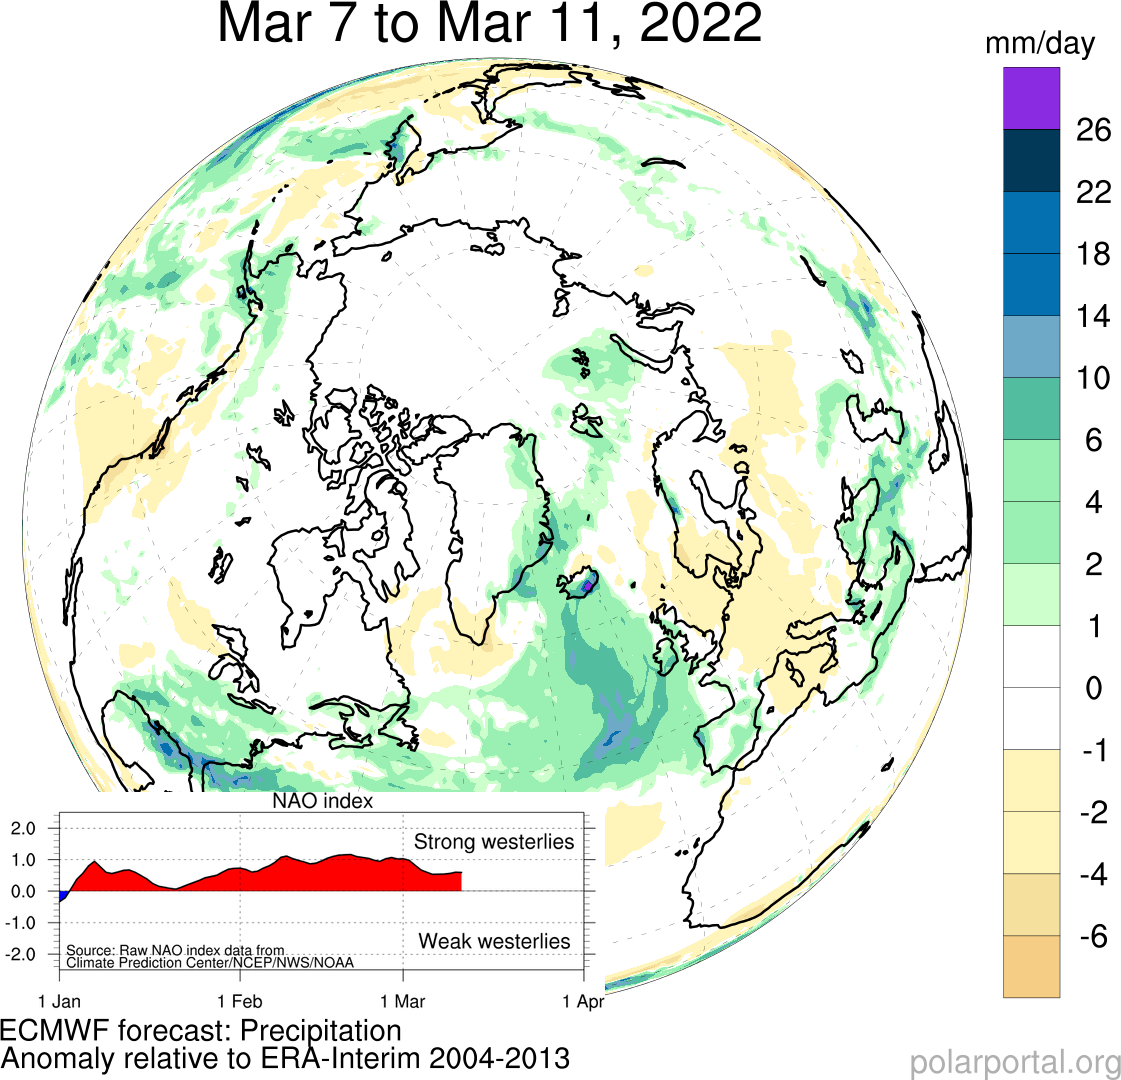 Mar 7 to Mar 11, 2022
mm/day
26
22
18
14
10
6
4
2
1
0
-1
-2
-4
-6
NAO index
2.0
1.0
0.0
-1.0
-2.0
Strong westerlies
Weak westerlies
Source: Raw NAO index data from
Climate Prediction Center/NCEP/NWS/NOAA
1 Jan 1 Feb 1 Mar 1 Apr
ECMWF forecast: Precipitation
Anomaly relative to ERA-Interim 2004-2013
polarportal.org